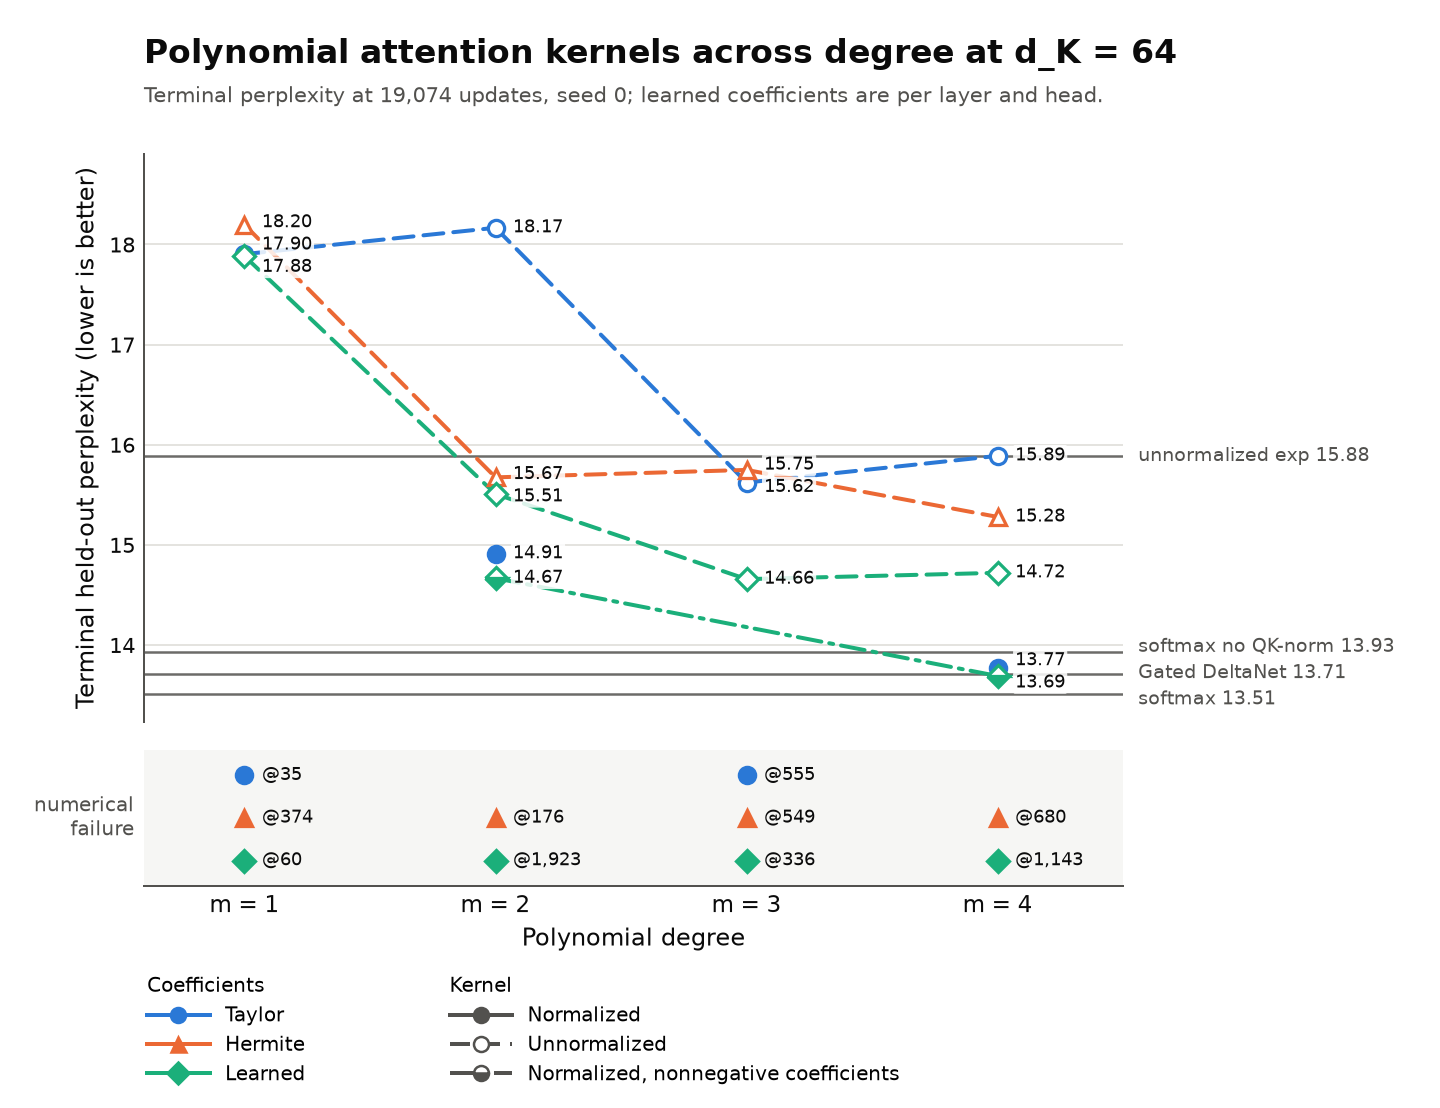 Polynomial attention kernels across degree at d_K = 64
Terminal perplexity at 19,074 updates, seed 0; learned coefficients are per layer and head.
Terminal held-out perplexity (lower is better)
18
17
16
15
14
18.20
17.90
17.88
18.17
15.67
15.51
14.91
14.67
15.75
15.62
14.66
15.89
15.28
14.72
13.77
13.69
unnormalized exp 15.88
softmax no QK-norm 13.93
Gated DeltaNet 13.71
softmax 13.51
numerical
failure
@35
@555
@374
@176
@549
@680
@60
@1,923
@336
@1,143
m = 1
m = 2
m = 3
m = 4
Polynomial degree
Coefficients
Taylor
Hermite
Learned
Kernel
Normalized
Unnormalized
Normalized, nonnegative coefficients